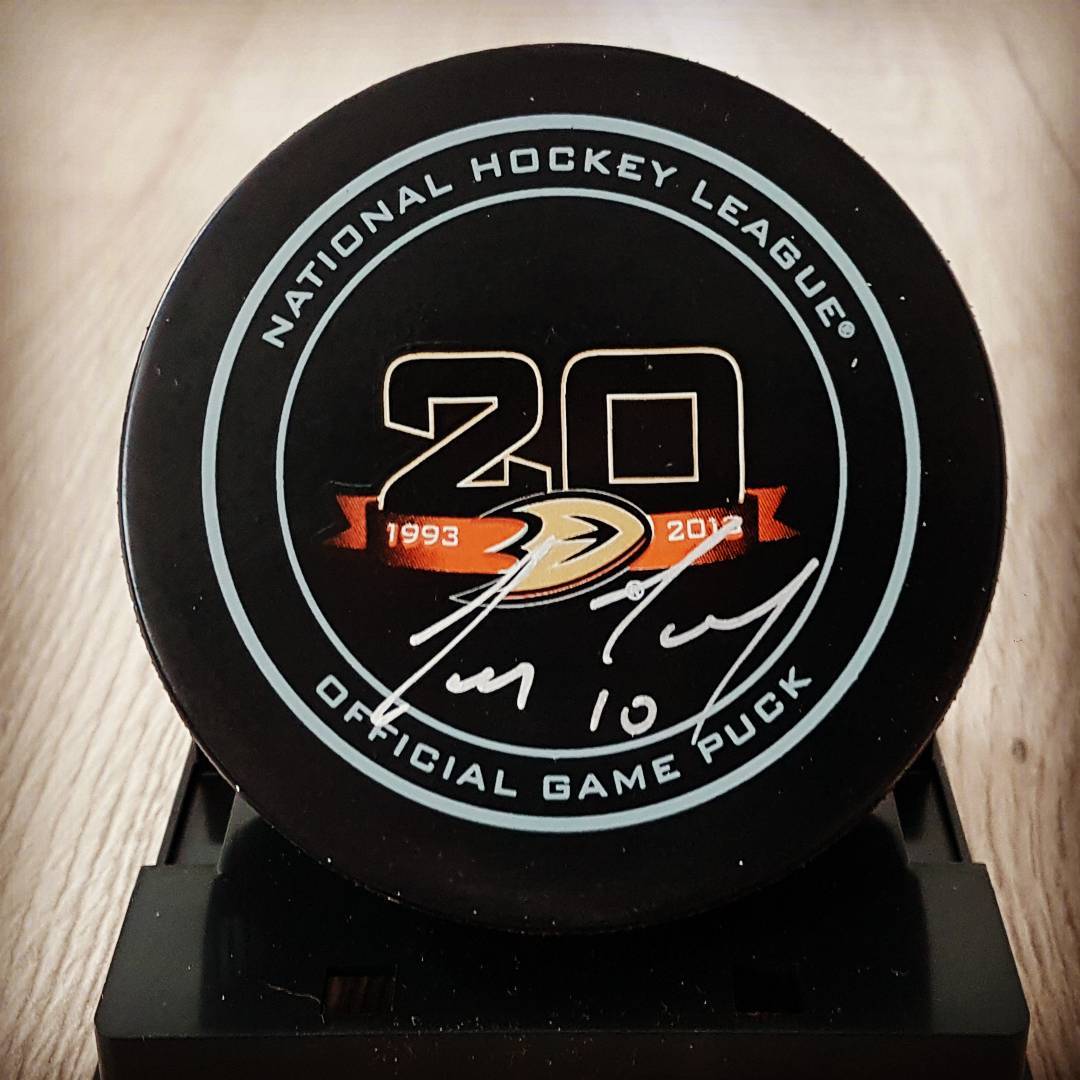 NATIONAL HOCKEY LEAGUE®
20
1993 2013
10
OFFICIAL GAME PUCK